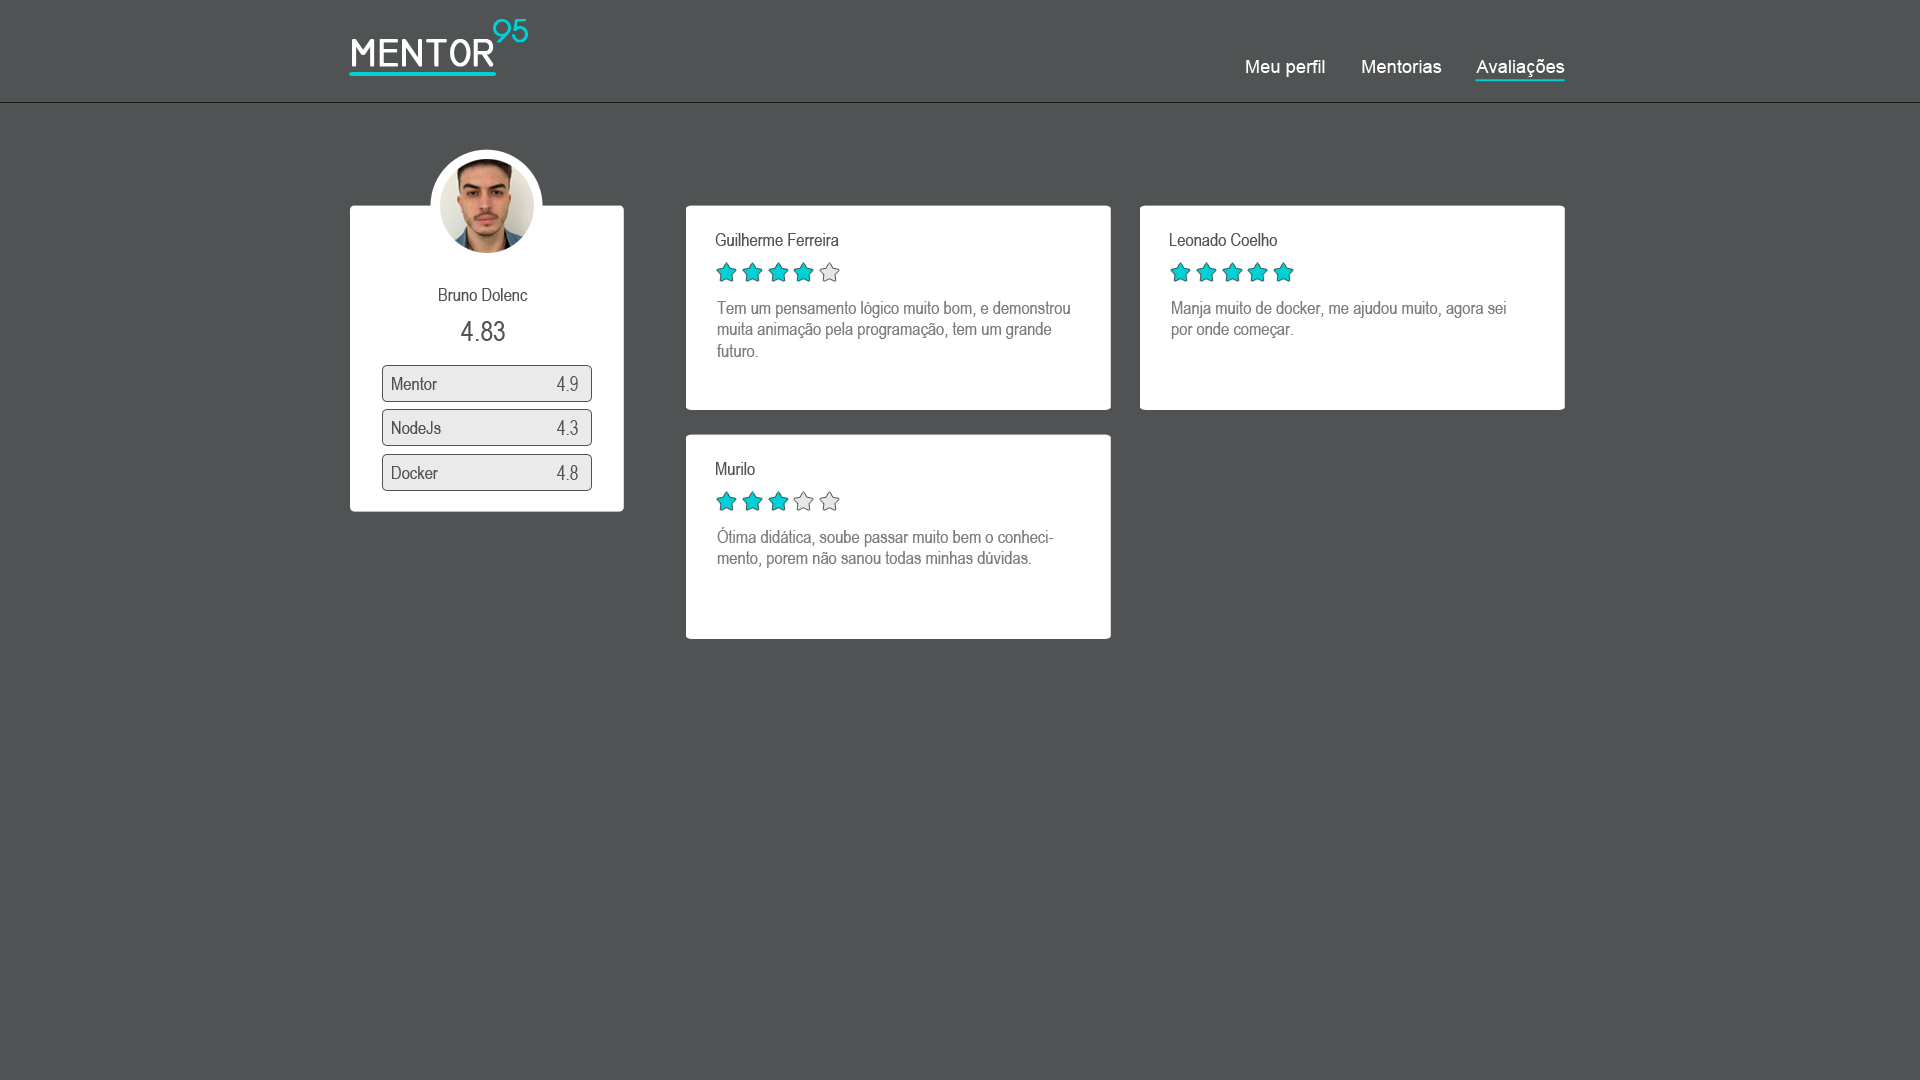 MENTOR95
Meu perfil
Mentorias
Avaliações
Bruno Dolenc
4.83
Mentor 4.9
NodeJs 4.3
Docker 4.8
Guilherme Ferreira
Tem um pensamento lógico muito bom, e demonstrou
muita animação pela programação, tem um grande
futuro.
Leonado Coelho
Manja muito de docker, me ajudou muito, agora sei
por onde começar.
Murilo
Ótima didática, soube passar muito bem o conheci-
mento, porem não sanou todas minhas dúvidas.